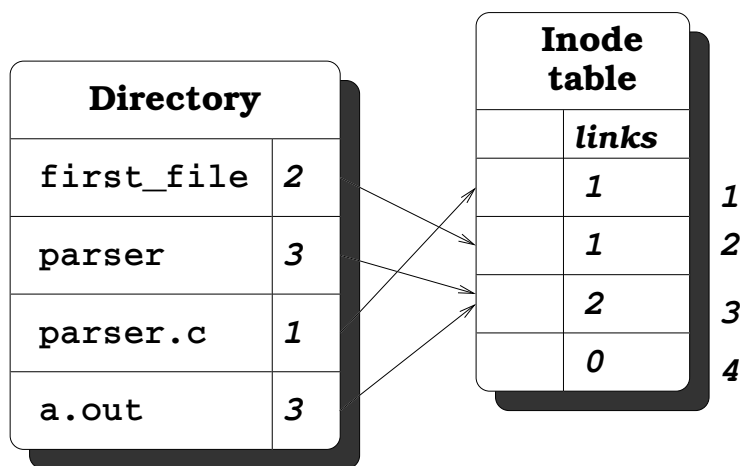 Directory
first_file 2
parser 3
parser.c 1
a.out 3
Inode
table
links
1 1
1 2
2 3
0 4